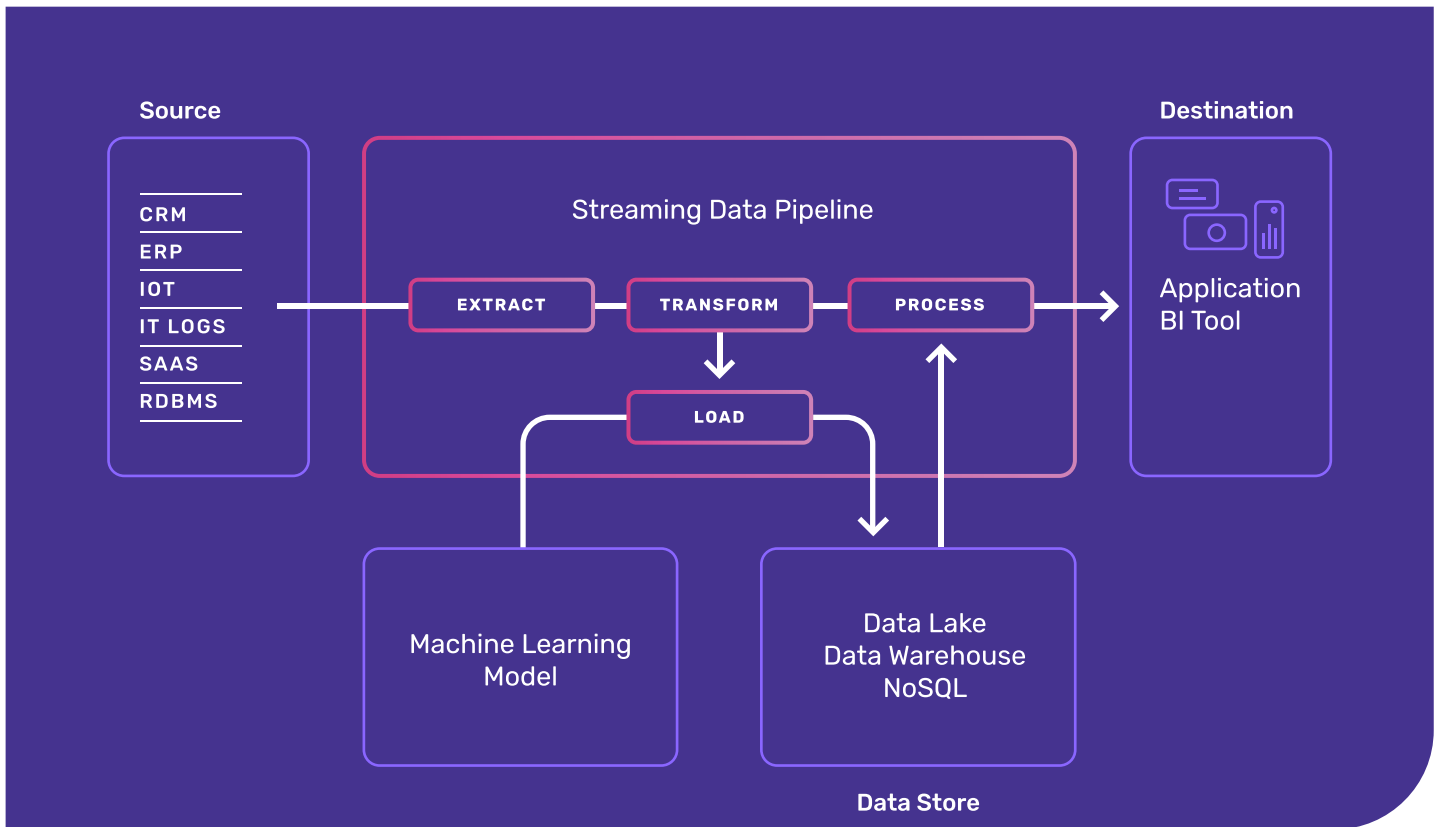 Source
CRM
ERP
IOT
IT LOGS
SAAS
RDBMS
Streaming Data Pipeline
EXTRACT
TRANSFORM
PROCESS
LOAD
Destination
Application
BI Tool
Machine Learning
Model
Data Lake
Data Warehouse
NoSQL
Data Store